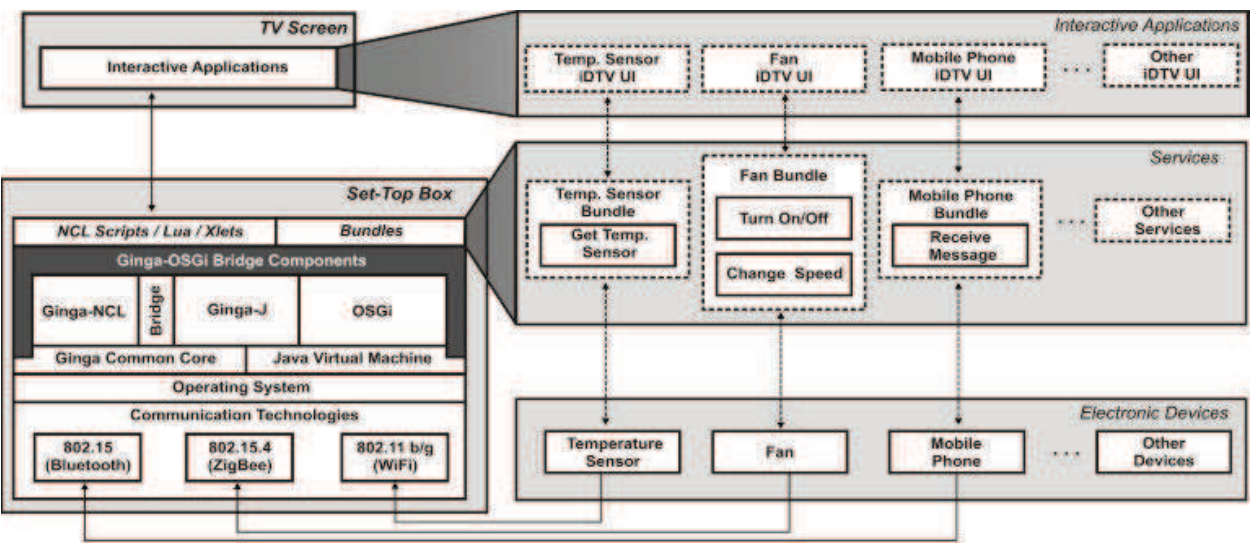 TV Screen
Interactive Applications
Interactive Applications
Temp. Sensor
iDTV UI
Fan
iDTV UI
Mobile Phone
iDTV UI
. . .
Other
iDTV UI
Services
Temp. Sensor
Bundle
Get Temp.
Sensor
Fan Bundle
Turn On/Off
Change Speed
Mobile Phone
Bundle
Receive
Message
. . .
Other
Services
Set-Top Box
NCL Scripts / Lua / Xlets
Bundles
Ginga-OSGi Bridge Components
Ginga-NCL
Bridge
Ginga-J
OSGi
Ginga Common Core
Java Virtual Machine
Operating System
Communication Technologies
802.15
(Bluetooth)
802.15.4
(ZigBee)
802.11 b/g
(WiFi)
Electronic Devices
Temperature
Sensor
Fan
Mobile
Phone
. . .
Other
Devices